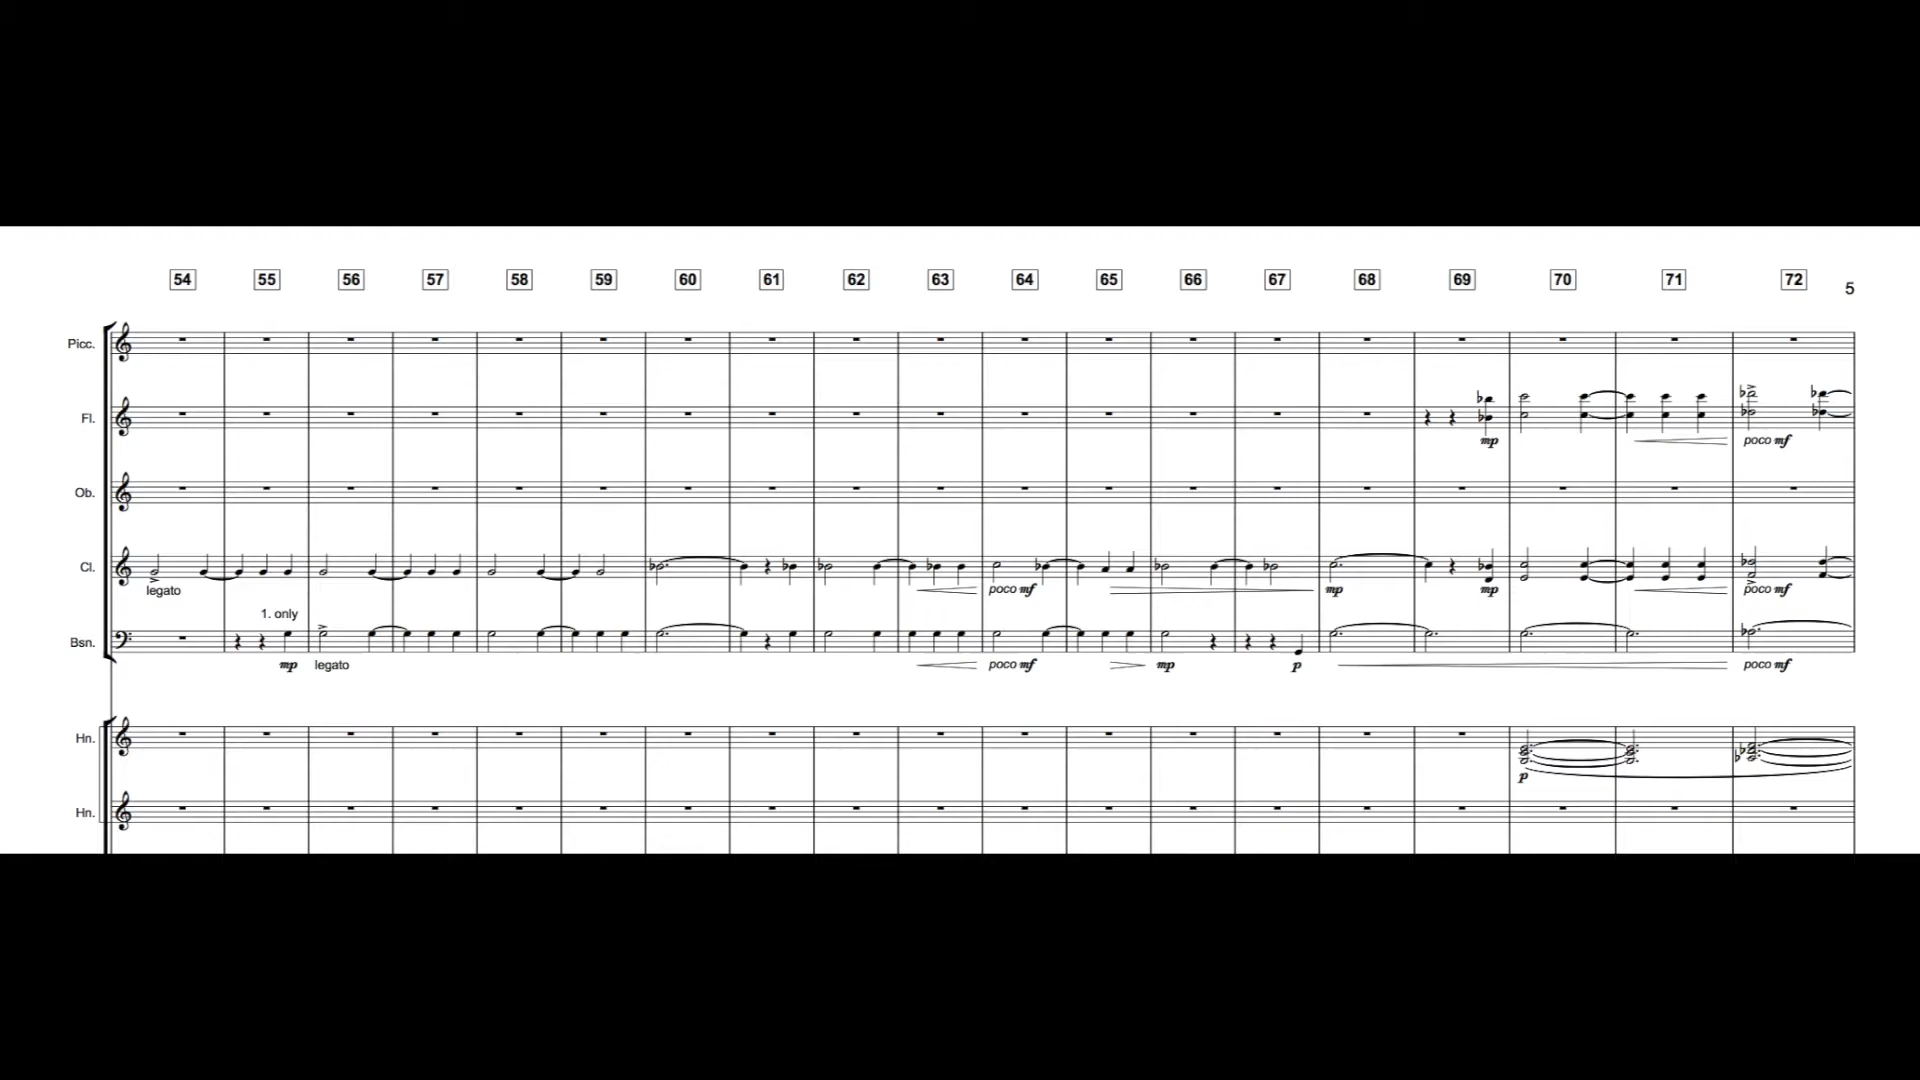 54 55 56 57 58 59 60 61 62 63 64 65 66 67 68 69 70 71 72 5
Picc.
Fl.
mp poco mf
Ob.
Cl.
legato poco mf mp mp poco mf
1. only
Bsn.
mp legato poco mf mp p poco mf
Hn.
p
Hn.